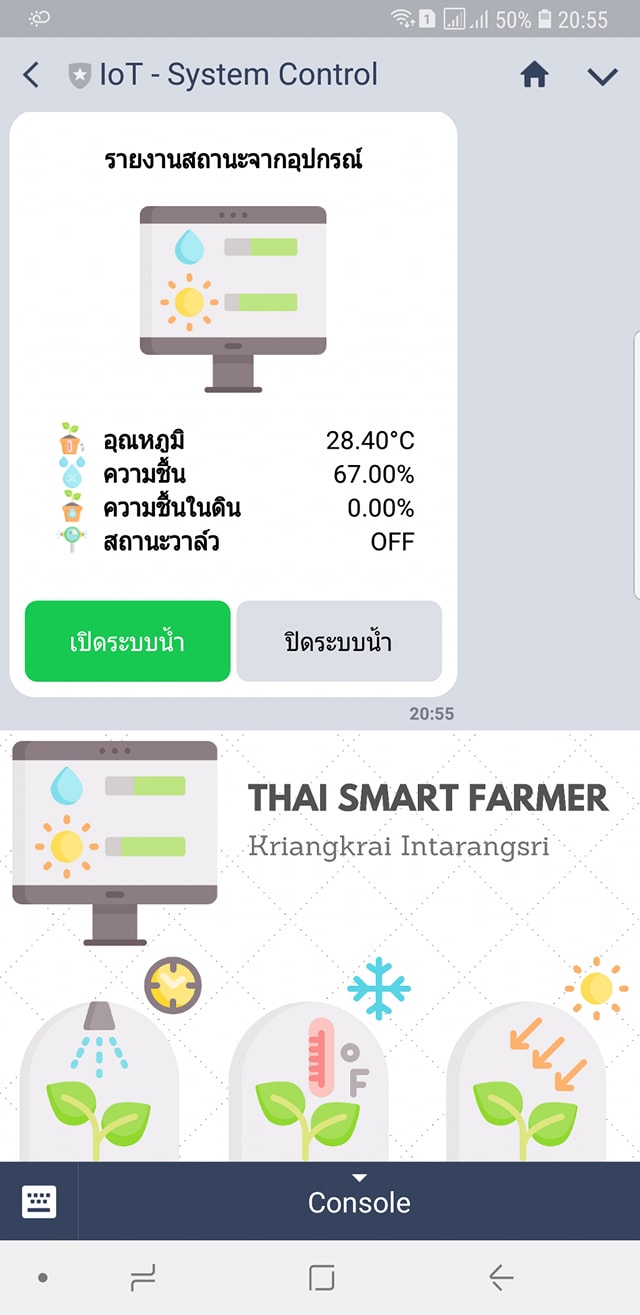 1 50% 20:55
IoT - System Control
รายงานสถานะจากอุปกรณ์
อุณหภูมิ 28.40°C
ความชื้น 67.00%
ความชื้นในดิน 0.00%
สถานะวาล์ว OFF
เปิดระบบน้ำ ปิดระบบน้ำ
20:55
THAI SMART FARMER
Kriangkrai Intarangsri
°F
Console